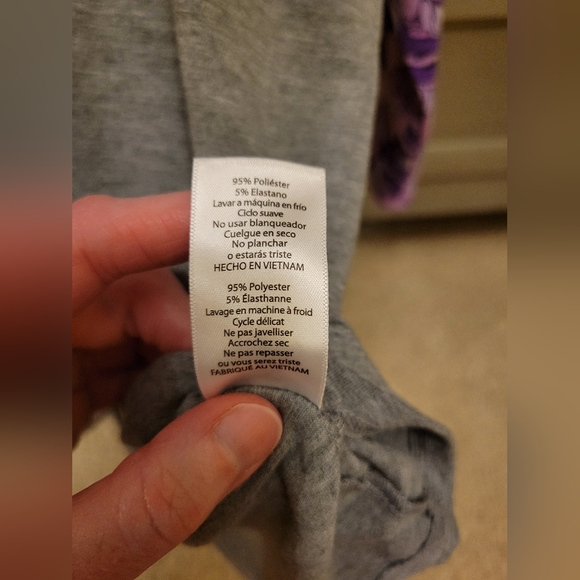 95% Poliéster
5% Elastano
Lavar a máquina en frío
Ciclo suave
No usar blanqueador
Cuelgue en seco
No planchar
o estarás triste
HECHO EN VIETNAM
95% Polyester
5% Élasthanne
Lavage en machine à froid
Cycle délicat
Ne pas javelliser
Accrochez sec
Ne pas repasser
ou vous serez triste
FABRIQUÉ AU VIETNAM